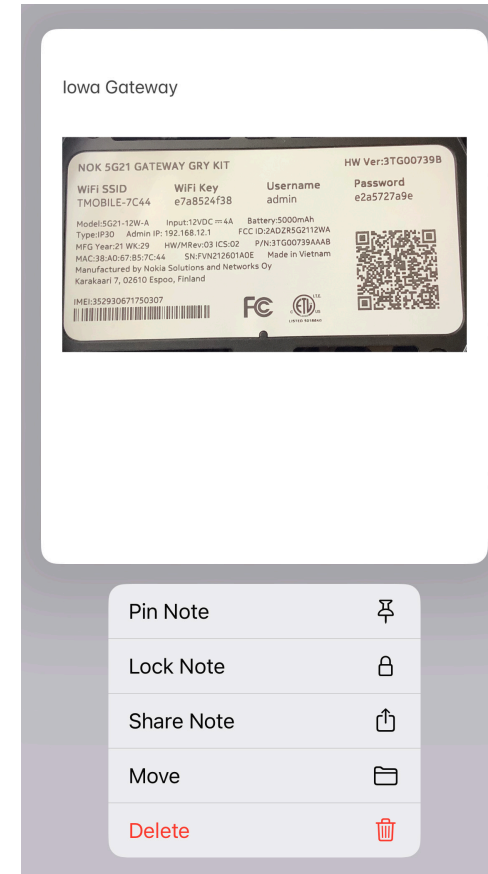 Iowa Gateway
NOK 5G21 GATEWAY GRY KIT
HW Ver:3TG00739B
WiFi SSID WiFi Key Username Password
TMOBILE-7C44 e7a8524f38 admin e2a5727a9e
Model:5G21-12W-A Input:12VDC⎓4A Battery:5000mAh
Type:IP30 Admin IP: 192.168.12.1 FCC ID:2ADZR5G2112WA
MFG Year:21 WK:29 HW/MRev:03 ICS:02 P/N:3TG00739AAAB
MAC:38:A0:67:B5:7C:44 SN:FVN212601A0E Made in Vietnam
Manufactured by Nokia Solutions and Networks Oy
Karakaari 7, 02610 Espoo, Finland
IMEI:352930671750307
FC
ETL
LISTED
Pin Note
Lock Note
Share Note
Move
Delete